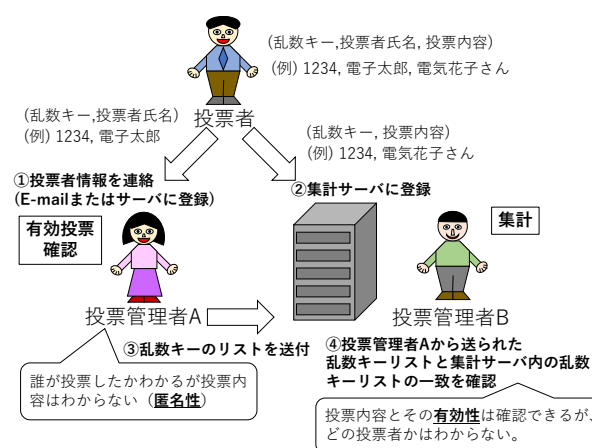 (乱数キー,投票者氏名, 投票内容)
(例) 1234, 電子太郎, 電気花子さん
投票者
(乱数キー,投票者氏名)
(例) 1234, 電子太郎
(乱数キー, 投票内容)
(例) 1234, 電気花子さん
①投票者情報を連絡
(E-mailまたはサーバに登録)
②集計サーバに登録
有効投票
確認
集計
投票管理者A
投票管理者B
③乱数キーのリストを送付
④投票管理者Aから送られた
乱数キーリストと集計サーバ内の乱数
キーリストの一致を確認
誰が投票したかわかるが投票内
容はわからない（匿名性）
投票内容とその有効性は確認できるが、
どの投票者かはわからない。